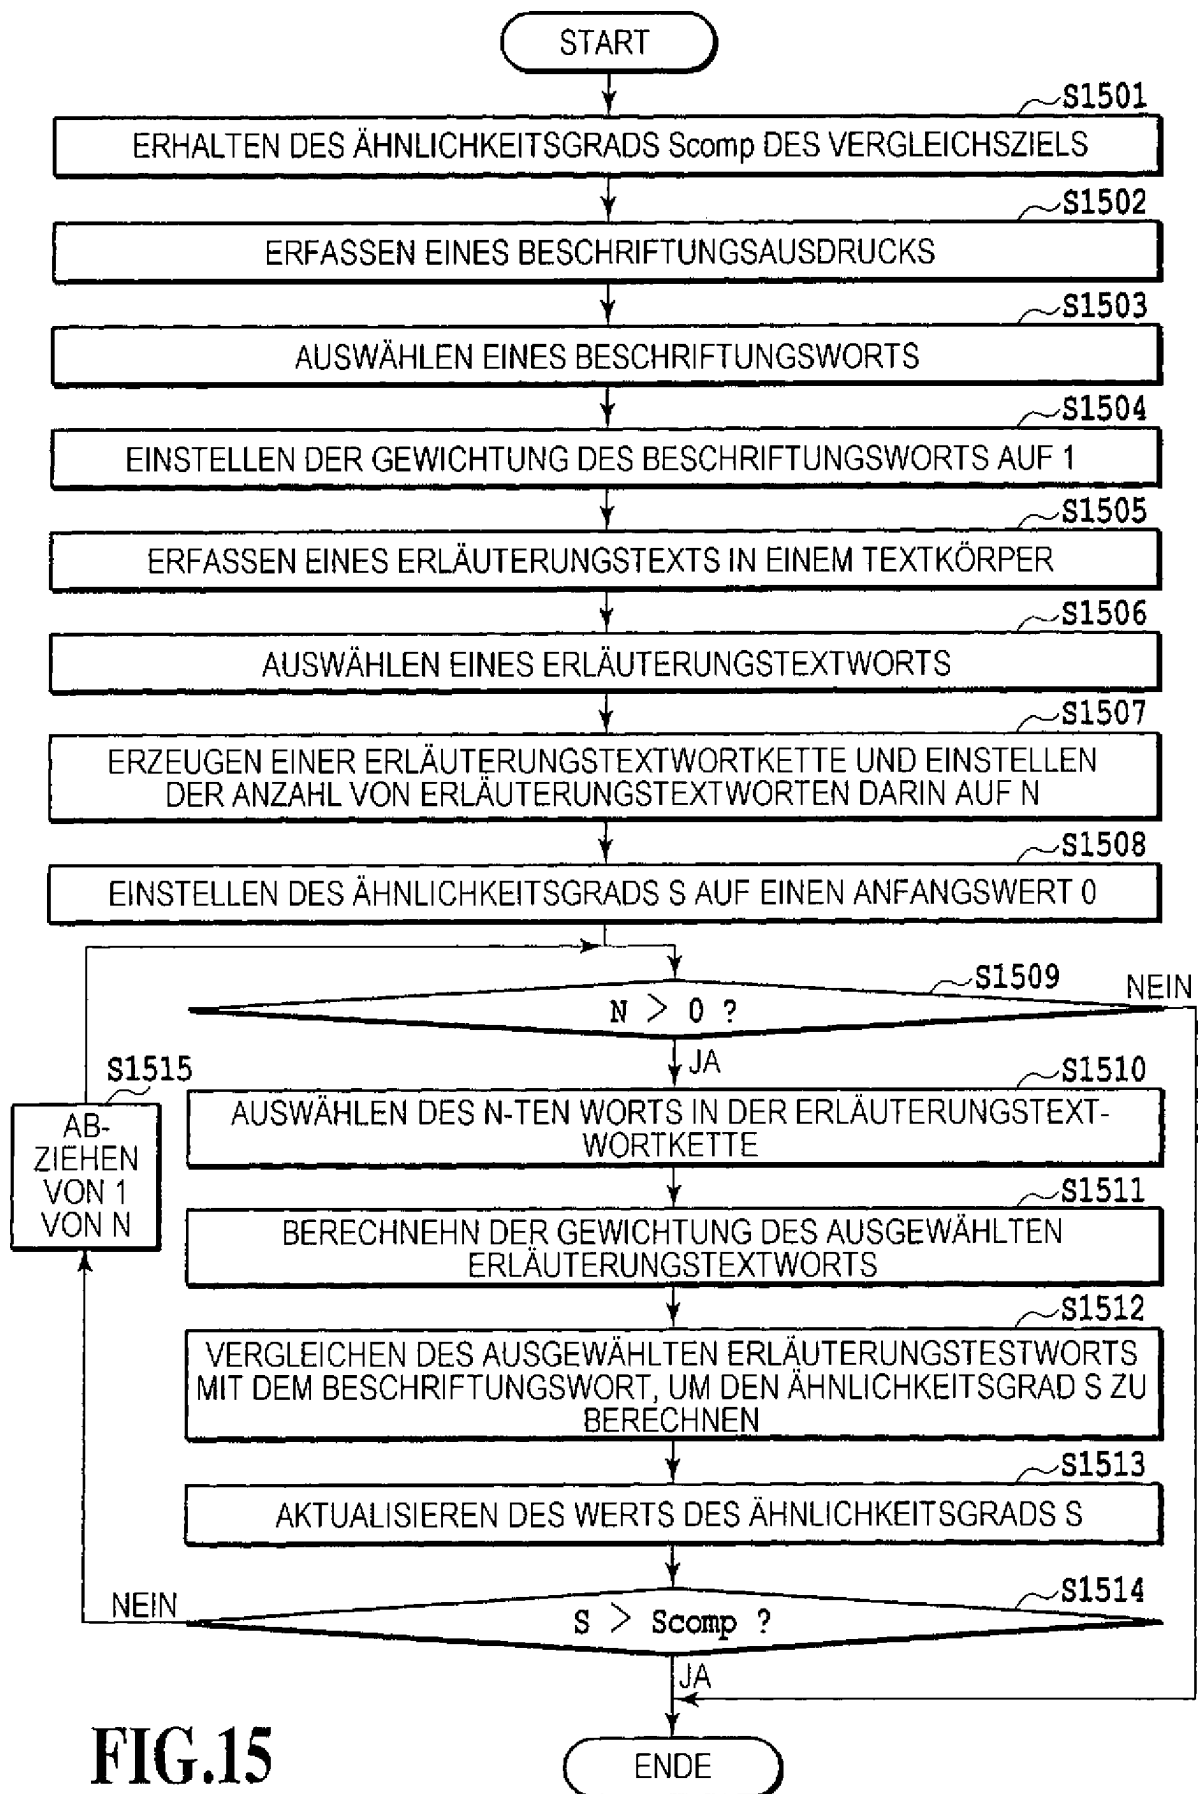 START
S1501
ERHALTEN DES ÄHNLICHKEITSGRADS Scomp DES VERGLEICHSZIELS
S1502
ERFASSEN EINES BESCHRIFTUNGSAUSDRUCKS
S1503
AUSWÄHLEN EINES BESCHRIFTUNGSWORTS
S1504
EINSTELLEN DER GEWICHTUNG DES BESCHRIFTUNGSWORTS AUF 1
S1505
ERFASSEN EINES ERLÄUTERUNGSTEXTS IN EINEM TEXTKÖRPER
S1506
AUSWÄHLEN EINES ERLÄUTERUNGSTEXTWORTS
S1507
ERZEUGEN EINER ERLÄUTERUNGSTEXTWORTKETTE UND EINSTELLEN
DER ANZAHL VON ERLÄUTERUNGSTEXTWORTEN DARIN AUF N
S1508
EINSTELLEN DES ÄHNLICHKEITSGRADS S AUF EINEN ANFANGSWERT 0
S1509
NEIN
N > 0 ?
JA
S1515
AB-
ZIEHEN
VON 1
VON N
S1510
AUSWÄHLEN DES N-TEN WORTS IN DER ERLÄUTERUNGSTEXT-
WORTKETTE
S1511
BERECHNEHN DER GEWICHTUNG DES AUSGEWÄHLTEN
ERLÄUTERUNGSTEXTWORTS
S1512
VERGLEICHEN DES AUSGEWÄHLTEN ERLÄUTERUNGSTESTWORTS
MIT DEM BESCHRIFTUNGSWORT, UM DEN ÄHNLICHKEITSGRAD S ZU
BERECHNEN
S1513
AKTUALISIEREN DES WERTS DES ÄHNLICHKEITSGRADS S
S1514
NEIN
S > Scomp ?
JA
ENDE
FIG.15